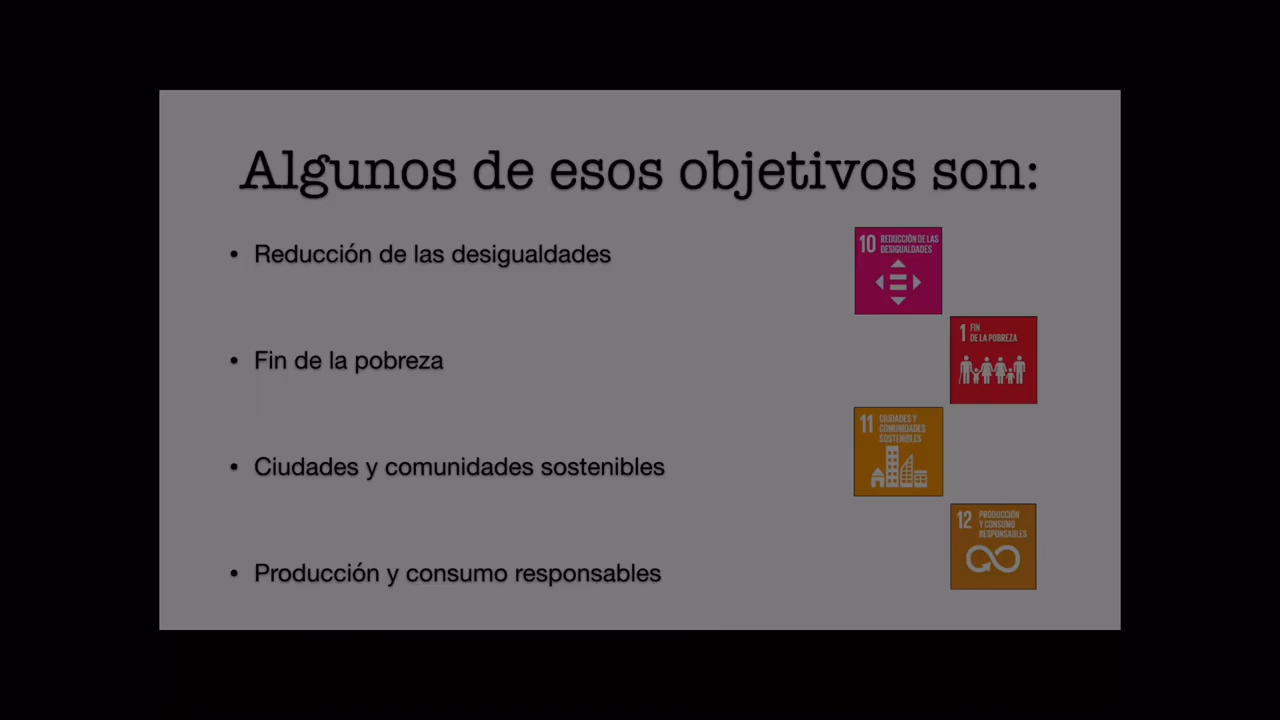 Algunos de esos objetivos son:
• Reducción de las desigualdades
10 REDUCCIÓN DE LAS
DESIGUALDADES
• Fin de la pobreza
1 FIN
DE LA POBREZA
• Ciudades y comunidades sostenibles
11 CIUDADES Y
COMUNIDADES
SOSTENIBLES
• Producción y consumo responsables
12 PRODUCCIÓN
Y CONSUMO
RESPONSABLES